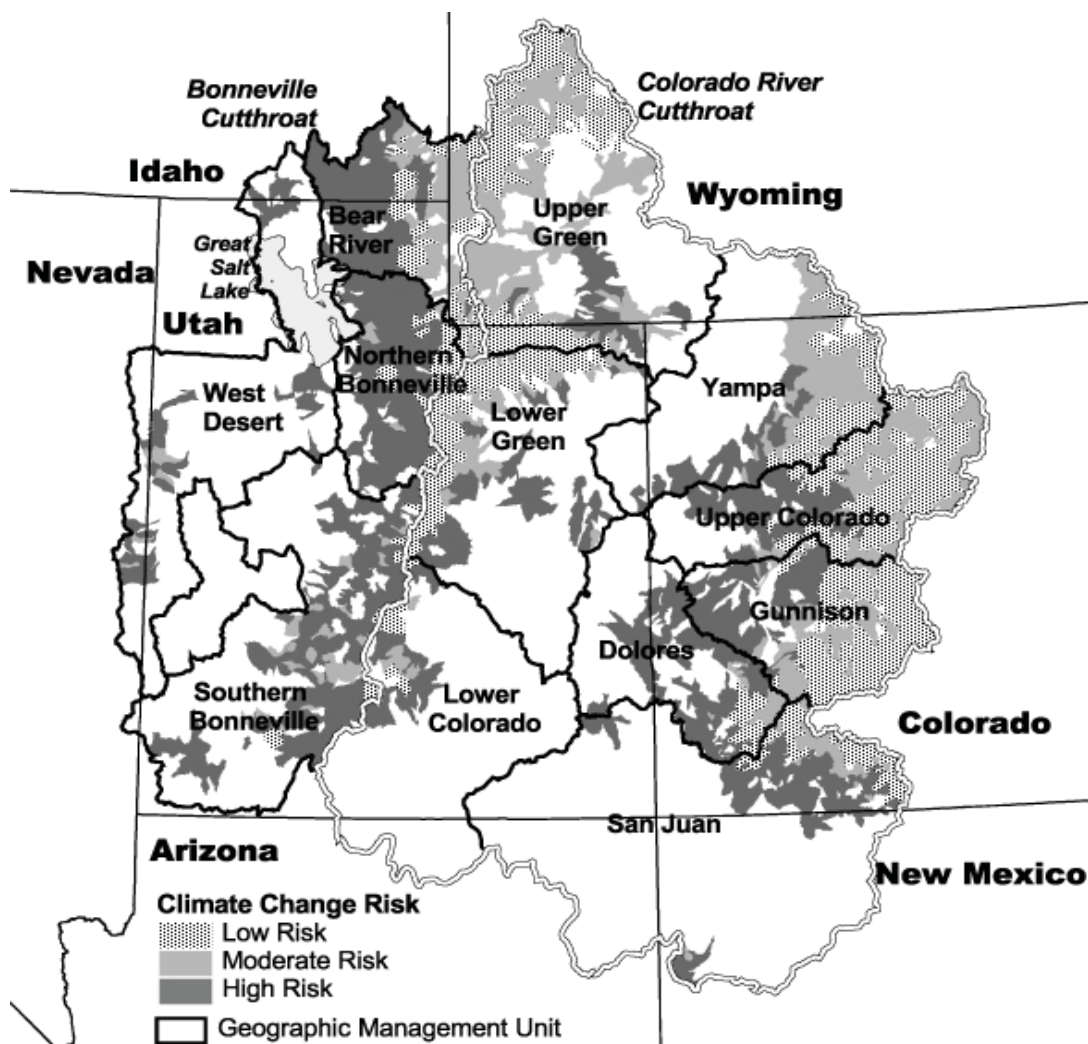 Bonneville
Cutthroat
Colorado River
Cutthroat
Idaho
Wyoming
Bear
River
Upper
Green
Great
Salt
Lake
Nevada
Utah
Northern
Bonneville
West
Desert
Yampa
Lower
Green
Upper Colorado
Gunnison
Dolores
Southern
Bonneville
Lower
Colorado
Colorado
San Juan
Arizona
New Mexico
Climate Change Risk
Low Risk
Moderate Risk
High Risk
Geographic Management Unit